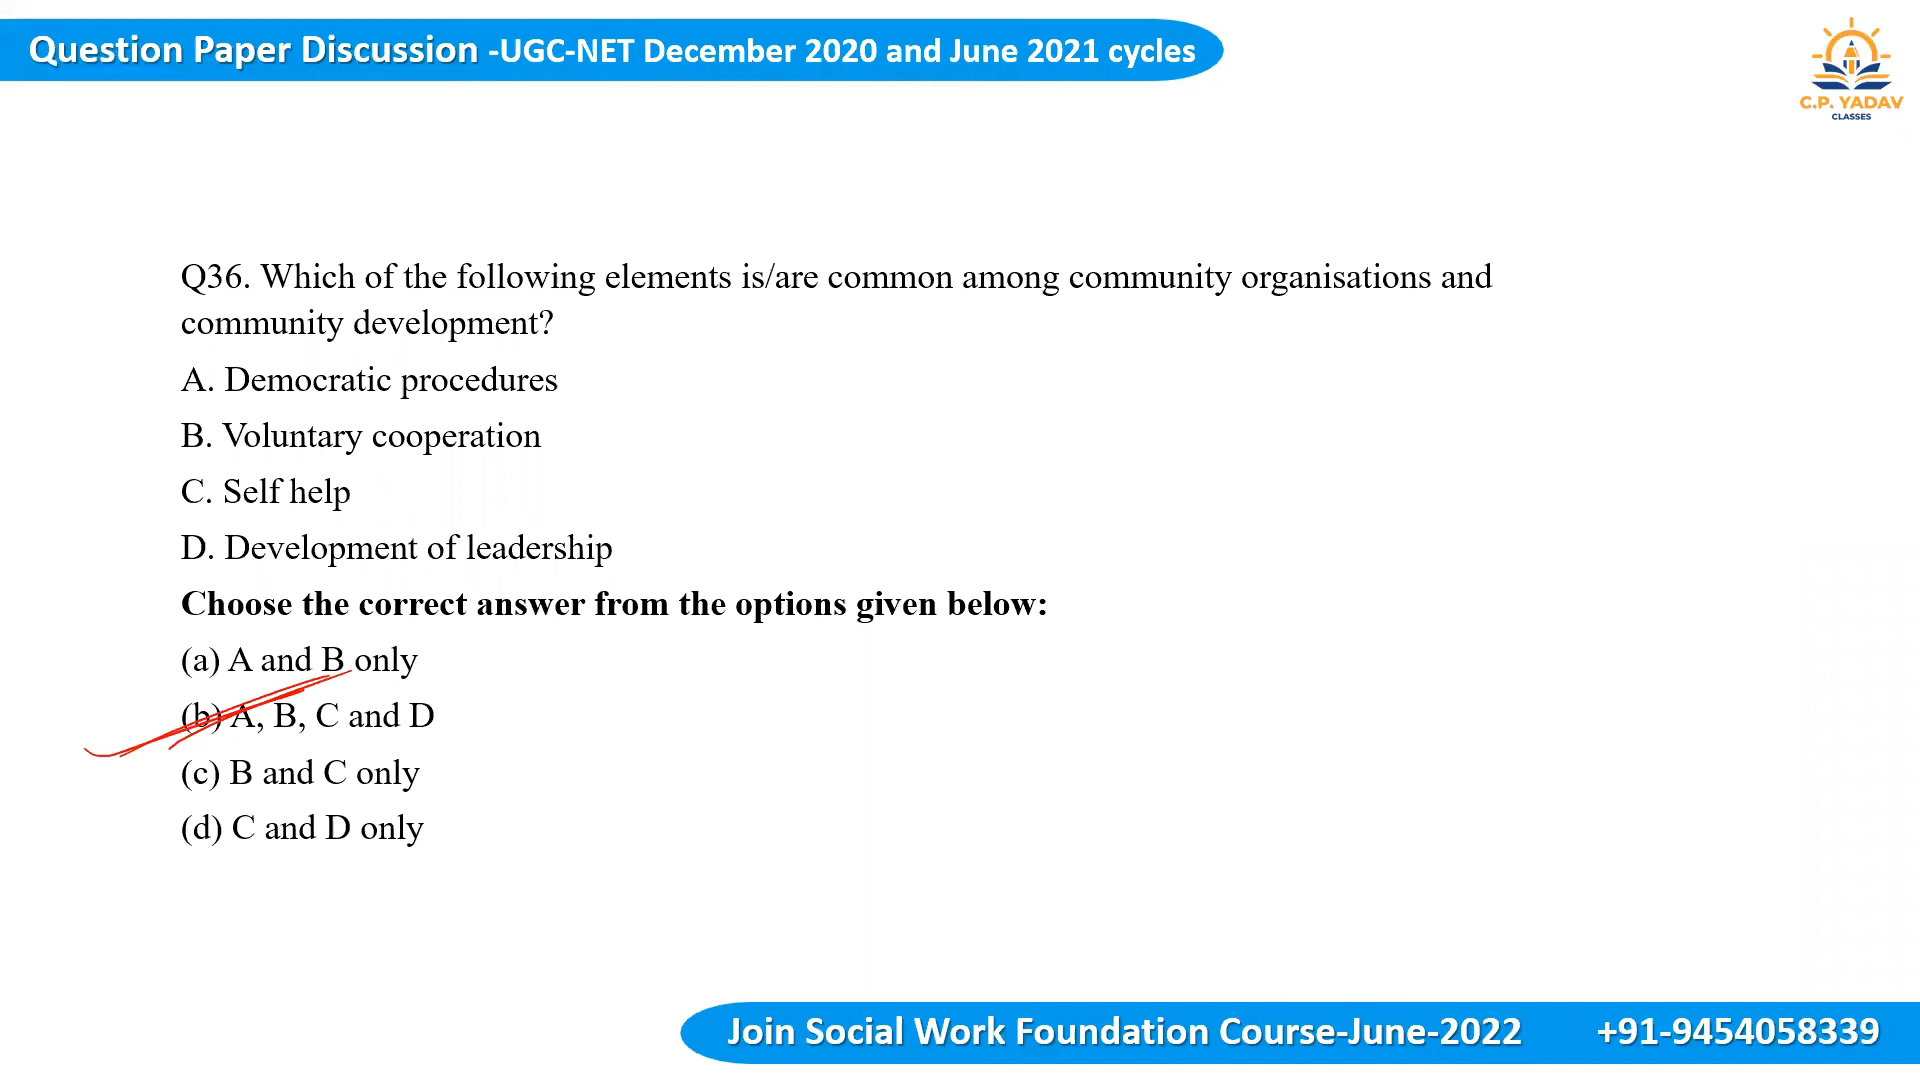 Question Paper Discussion -UGC-NET December 2020 and June 2021 cycles
C.P. YADAV
CLASSES
Q36. Which of the following elements is/are common among community organisations and
community development?
A. Democratic procedures
B. Voluntary cooperation
C. Self help
D. Development of leadership
Choose the correct answer from the options given below:
(a) A and B only
(b) A, B, C and D
(c) B and C only
(d) C and D only
Join Social Work Foundation Course-June-2022 +91-9454058339